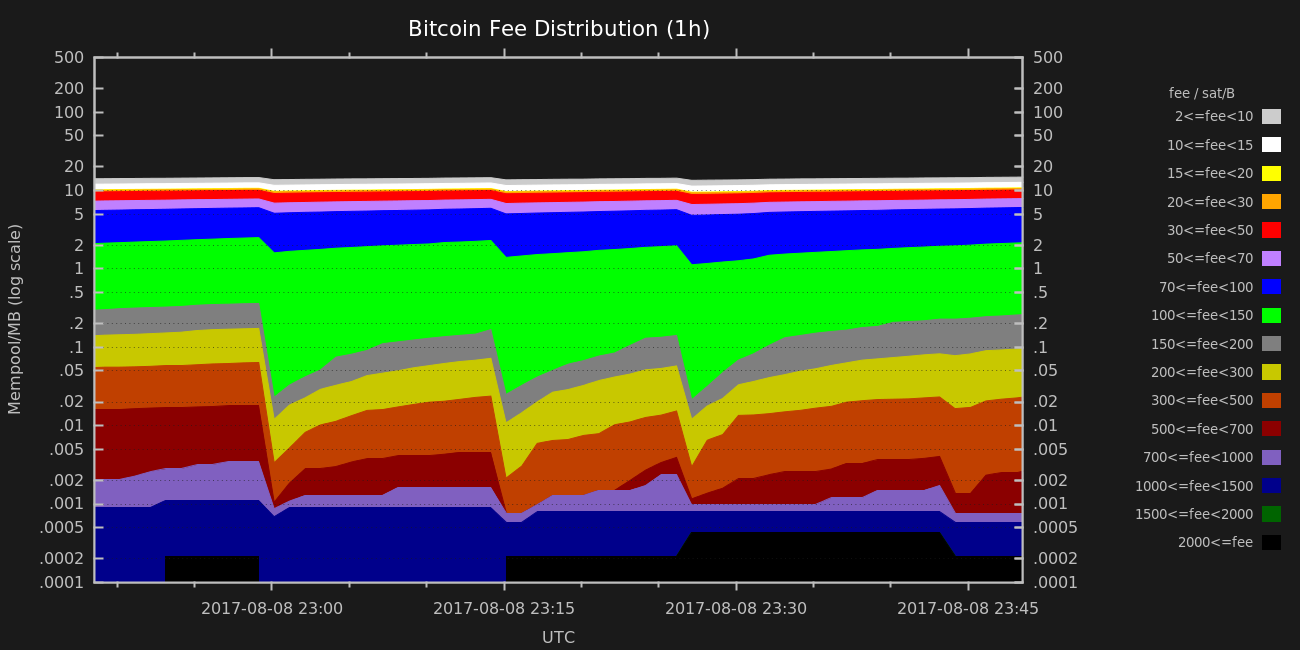 Bitcoin Fee Distribution (1h)
Mempool/MB (log scale)
500
200
100
50
20
10
5
2
1
.5
.2
.1
.05
.02
.01
.005
.002
.001
.0005
.0002
.0001
500
200
100
50
20
10
5
2
1
.5
.2
.1
.05
.02
.01
.005
.002
.001
.0005
.0002
.0001
2017-08-08 23:00
2017-08-08 23:15
2017-08-08 23:30
2017-08-08 23:45
UTC
fee / sat/B
2<=fee<10
10<=fee<15
15<=fee<20
20<=fee<30
30<=fee<50
50<=fee<70
70<=fee<100
100<=fee<150
150<=fee<200
200<=fee<300
300<=fee<500
500<=fee<700
700<=fee<1000
1000<=fee<1500
1500<=fee<2000
2000<=fee